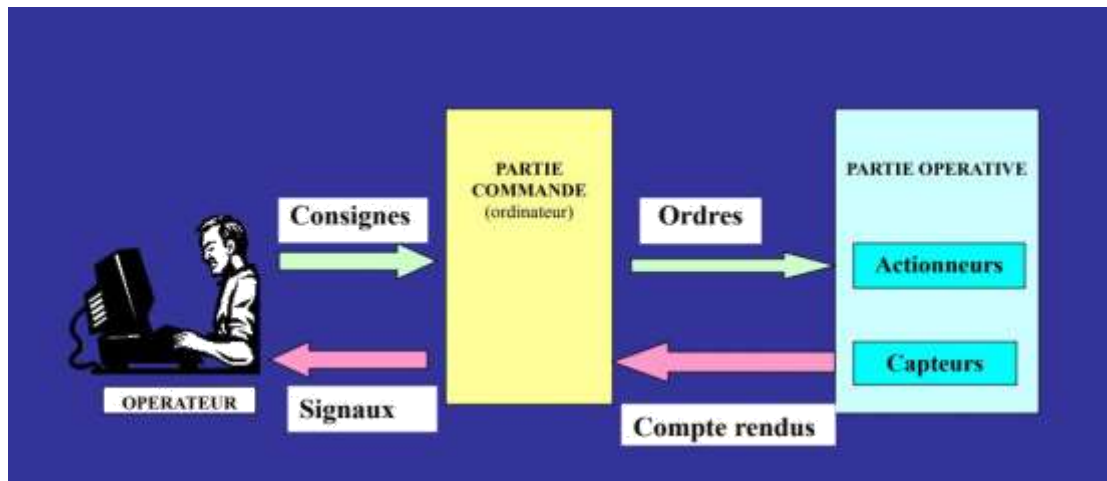 PARTIE
COMMANDE
(ordinateur)
PARTIE OPERATIVE
Consignes
Ordres
Actionneurs
Capteurs
OPERATEUR
Signaux
Compte rendus